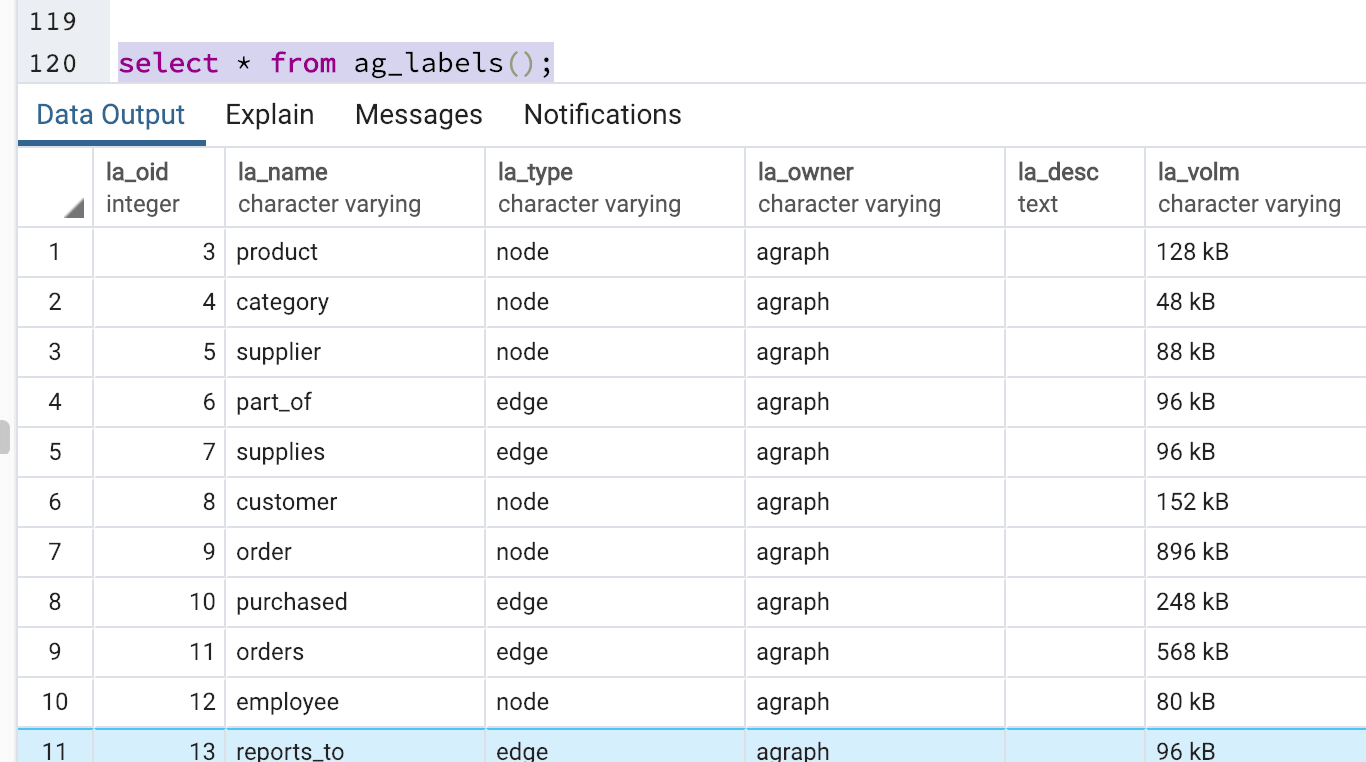 119
120 select * from ag_labels();
Data Output Explain Messages Notifications
la_oid la_name la_type la_owner la_desc la_volm
integer character varying character varying character varying text character varying
1 3 product node agraph 128 kB
2 4 category node agraph 48 kB
3 5 supplier node agraph 88 kB
4 6 part_of edge agraph 96 kB
5 7 supplies edge agraph 96 kB
6 8 customer node agraph 152 kB
7 9 order node agraph 896 kB
8 10 purchased edge agraph 248 kB
9 11 orders edge agraph 568 kB
10 12 employee node agraph 80 kB
11 13 reports_to edge agraph 96 kB